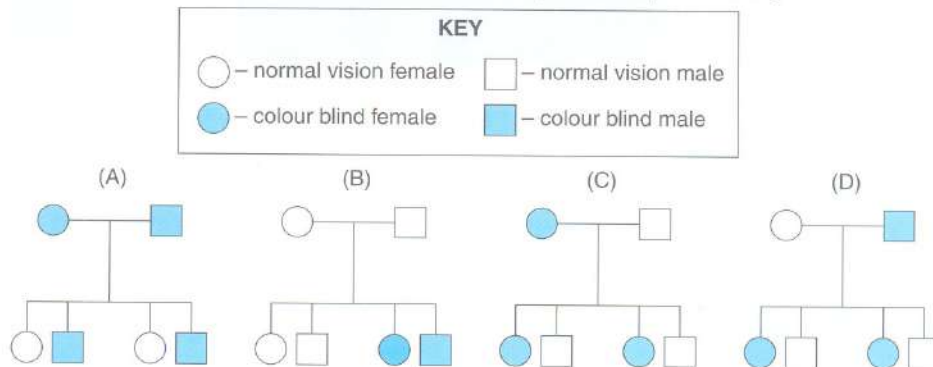 KEY
– normal vision female – normal vision male
– colour blind female – colour blind male
(A) (B) (C) (D)